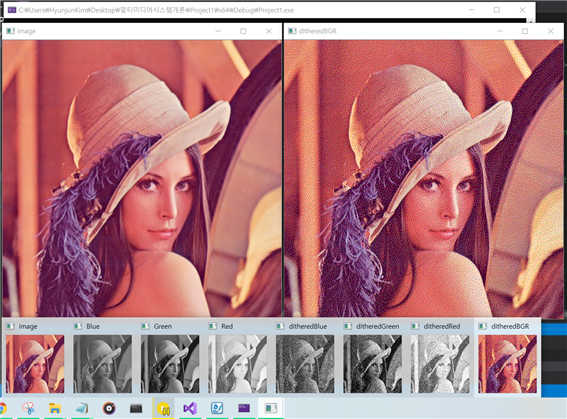 C:\Users\HyunjunKim\Desktop\멀티미디어시스템개론\Project1\x64\Debug\Project1.exe
image
ditheredBGR
image
Blue
Green
Red
ditheredBlue
ditheredGreen
ditheredRed
ditheredBGR